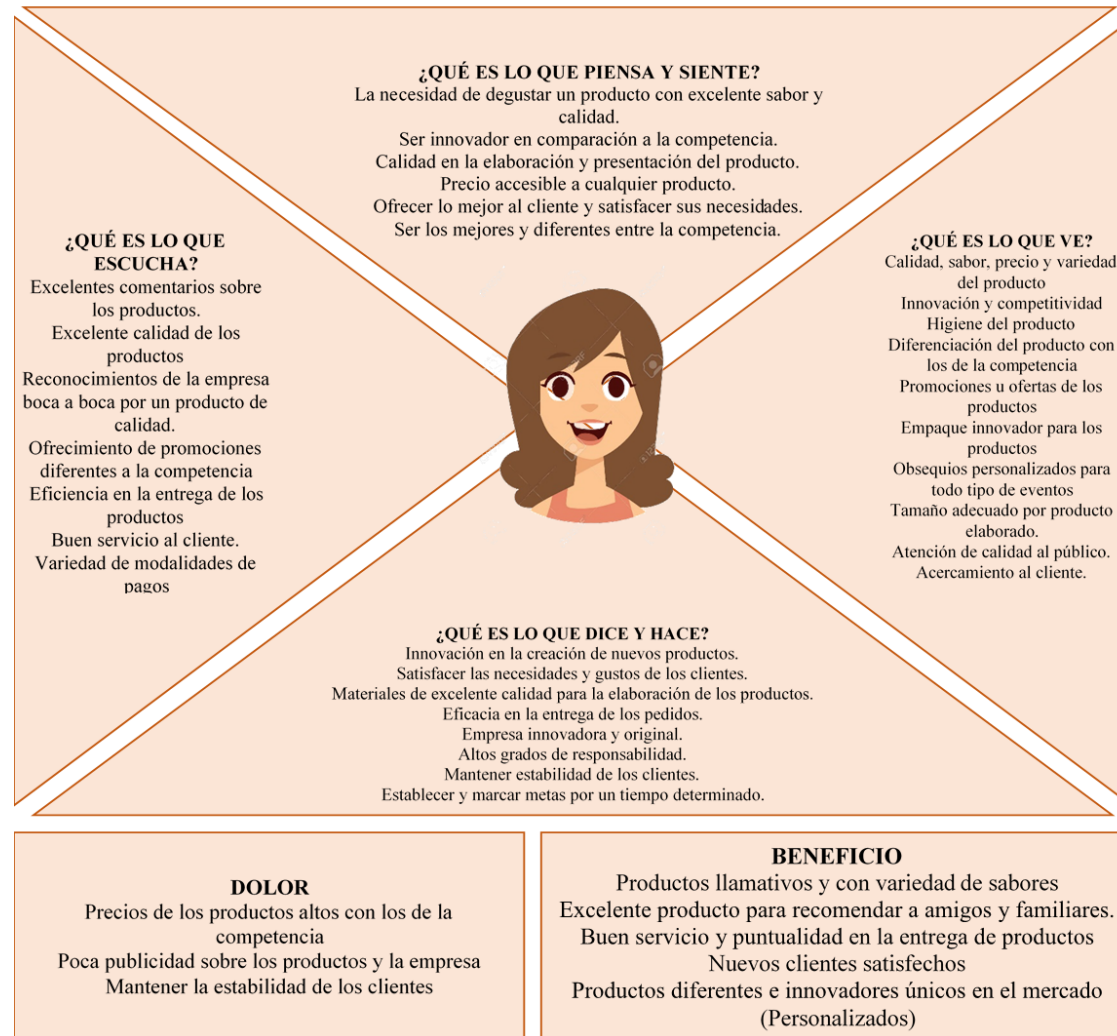 ¿QUÉ ES LO QUE PIENSA Y SIENTE?
La necesidad de degustar un producto con excelente sabor y
calidad.
Ser innovador en comparación a la competencia.
Calidad en la elaboración y presentación del producto.
Precio accesible a cualquier producto.
Ofrecer lo mejor al cliente y satisfacer sus necesidades.
Ser los mejores y diferentes entre la competencia.
¿QUÉ ES LO QUE
ESCUCHA?
Excelentes comentarios sobre
los productos.
Excelente calidad de los
productos
Reconocimientos de la empresa
boca a boca por un producto de
calidad.
Ofrecimiento de promociones
diferentes a la competencia
Eficiencia en la entrega de los
productos
Buen servicio al cliente.
Variedad de modalidades de
pagos
¿QUÉ ES LO QUE VE?
Calidad, sabor, precio y variedad
del producto
Innovación y competitividad
Higiene del producto
Diferenciación del producto con
los de la competencia
Promociones u ofertas de los
productos
Empaque innovador para los
productos
Obsequios personalizados para
todo tipo de eventos
Tamaño adecuado por producto
elaborado.
Atención de calidad al público.
Acercamiento al cliente.
¿QUÉ ES LO QUE DICE Y HACE?
Innovación en la creación de nuevos productos.
Satisfacer las necesidades y gustos de los clientes.
Materiales de excelente calidad para la elaboración de los productos.
Eficacia en la entrega de los pedidos.
Empresa innovadora y original.
Altos grados de responsabilidad.
Mantener estabilidad de los clientes.
Establecer y marcar metas por un tiempo determinado.
DOLOR
Precios de los productos altos con los de la
competencia
Poca publicidad sobre los productos y la empresa
Mantener la estabilidad de los clientes
BENEFICIO
Productos llamativos y con variedad de sabores
Excelente producto para recomendar a amigos y familiares.
Buen servicio y puntualidad en la entrega de productos
Nuevos clientes satisfechos
Productos diferentes e innovadores únicos en el mercado
(Personalizados)